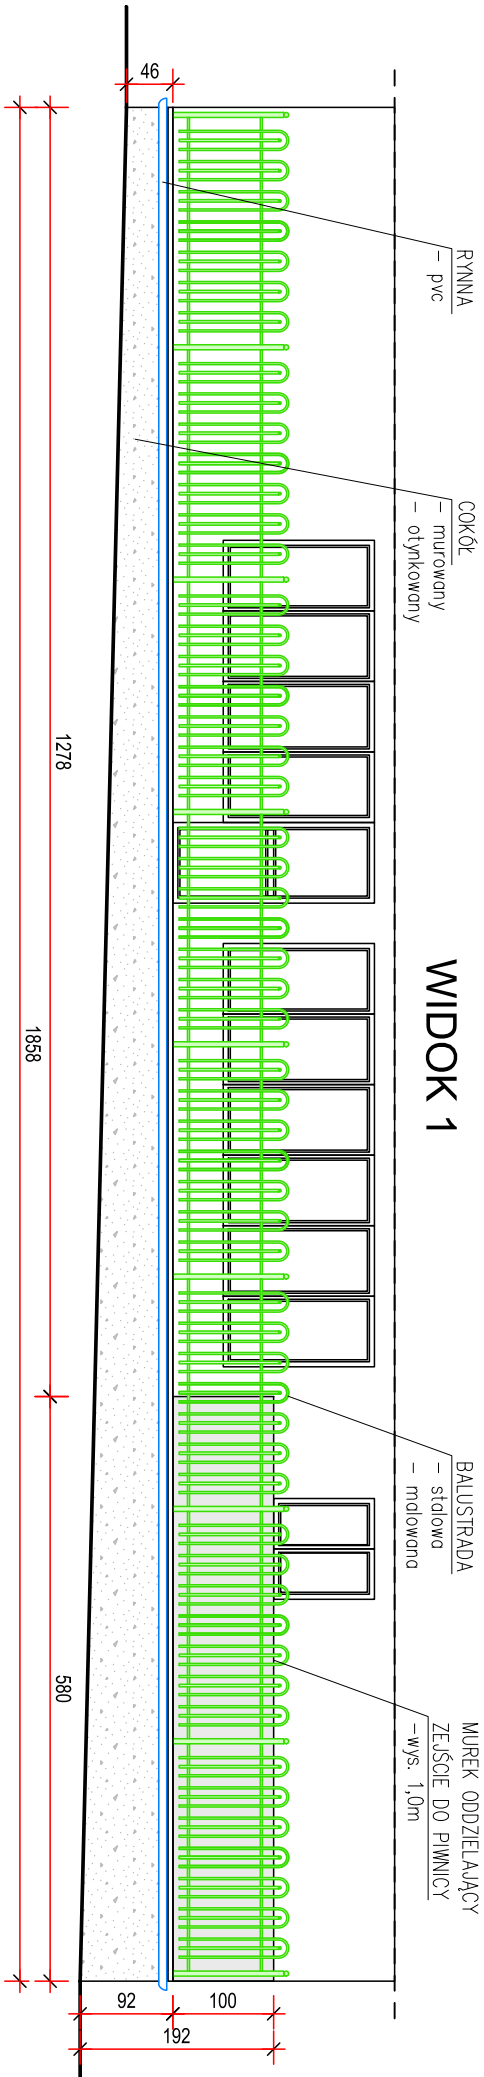 WIDOK 1
RYNNA
- pvc
COKÓŁ
- murowany
- otynkowany
BALUSTRADA
- stalowa
- malowana
MUREK ODDZIELAJĄCY
ZEJŚCIE DO PIWNICY
-wys. 1,0m
46
1278
580
1858
92
100
192